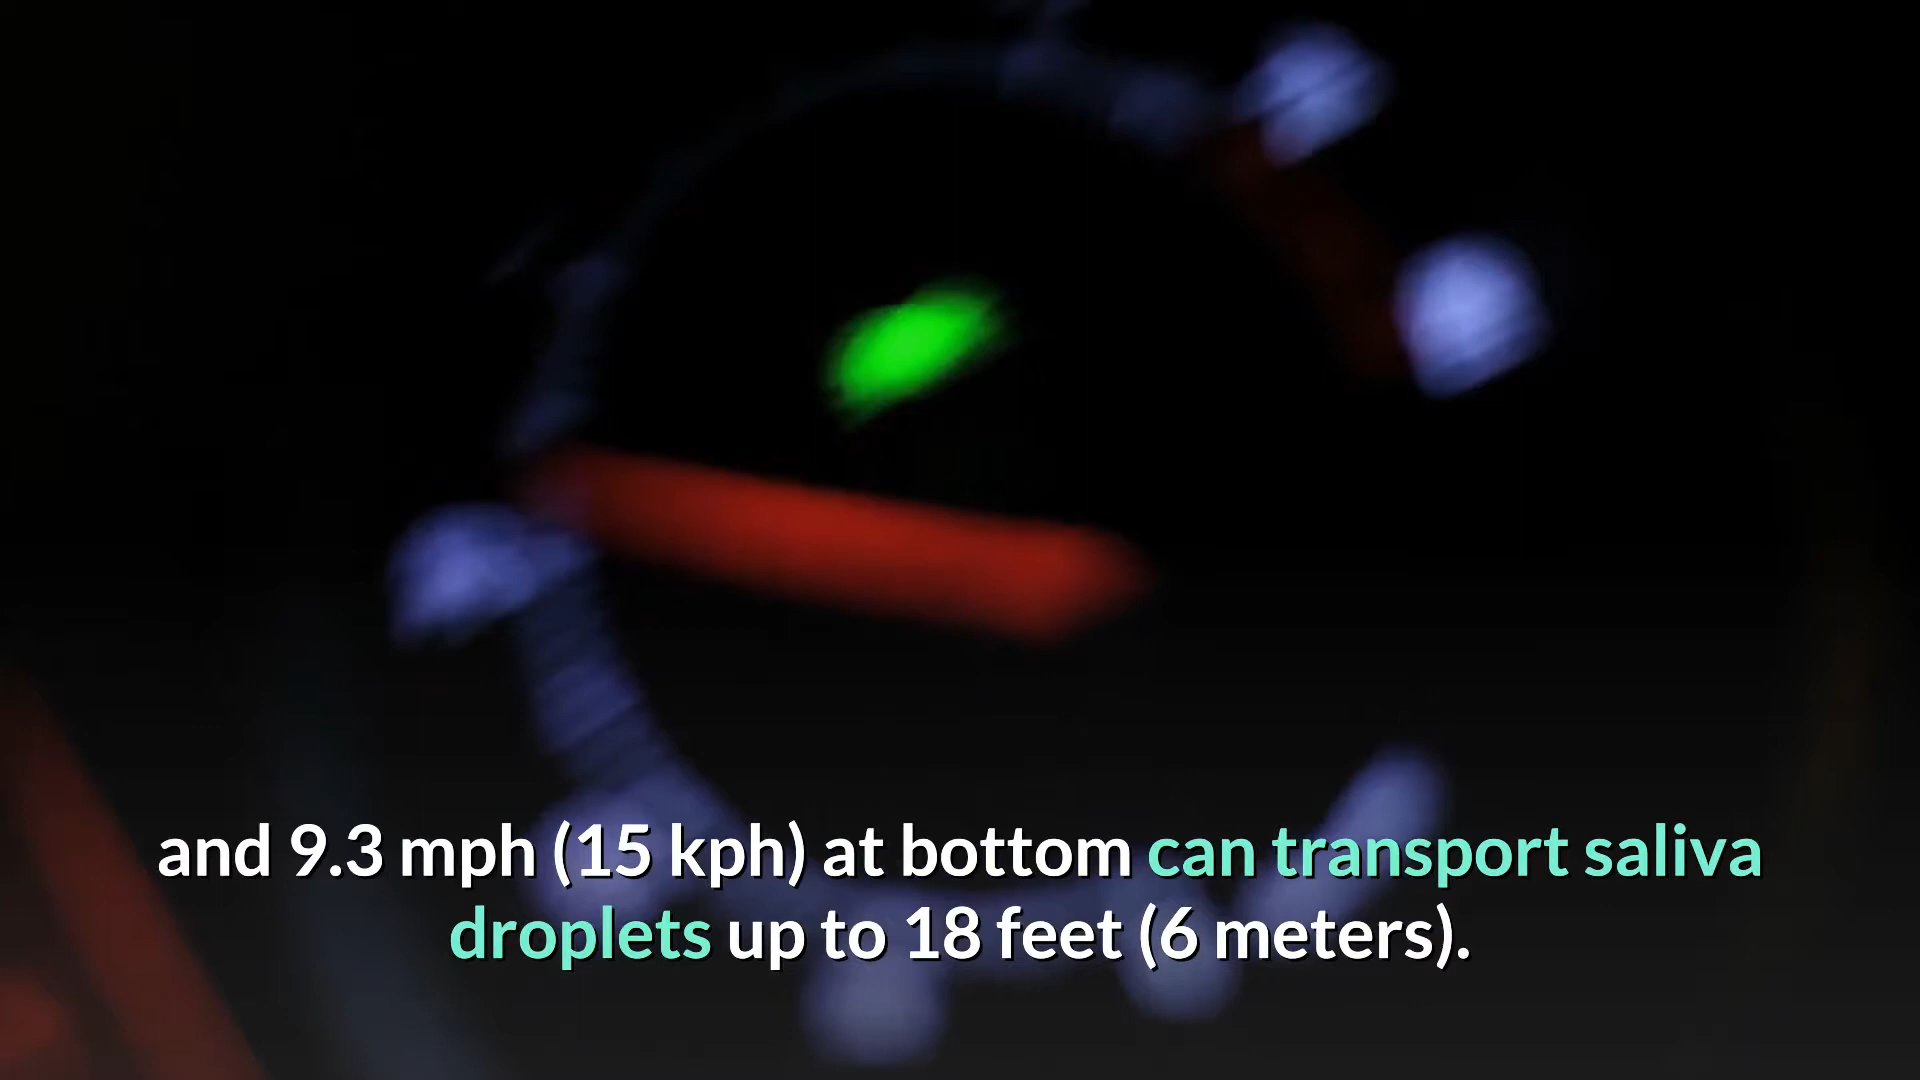 and 9.3 mph (15 kph) at bottom can transport saliva
droplets up to 18 feet (6 meters).